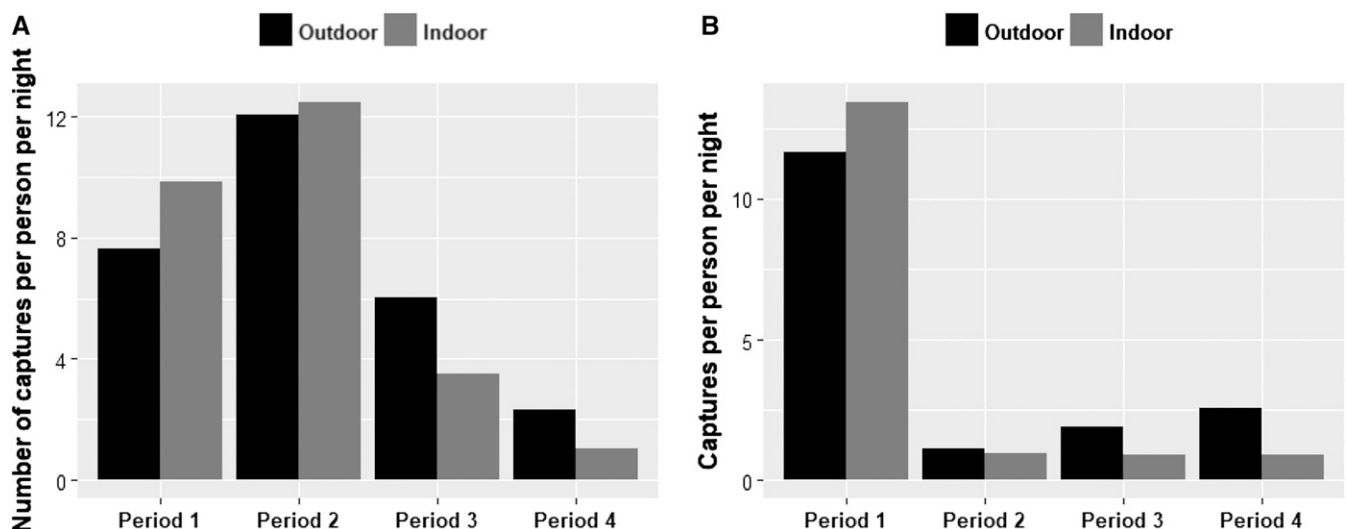 A
Outdoor Indoor
Number of captures per person per night
12
8
4
0
Period 1 Period 2 Period 3 Period 4
B
Outdoor Indoor
Captures per person per night
10
5
0
Period 1 Period 2 Period 3 Period 4